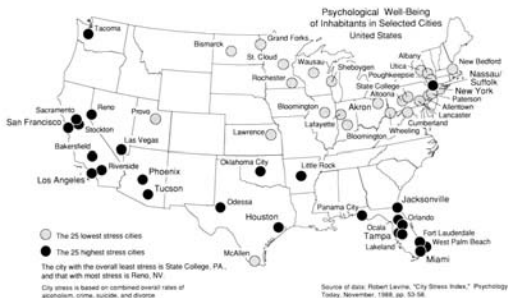 Psychological Well-Being
of Inhabitants in Selected Cities
United States
Tacoma
Grand Forks
Bismarck
St. Cloud
Wausau
Rochester
Sheboygen
Albany
Utica
Poughkeepsie
New Bedford
Nassau/
Suffolk
State College
New York
Altoona
Paterson
Allentown
Lancaster
Cumberland
Wheeling
Akron
Bloomington
Lafayette
Bloomington
Sacramento
Reno
Provo
San Francisco
Stockton
Las Vegas
Bakersfield
Riverside
Los Angeles
Phoenix
Tucson
Lawrence
Oklahoma City
Little Rock
Odessa
Houston
McAllen
Panama City
Jacksonville
Orlando
Ocala
Tampa
Lakeland
Fort Lauderdale
West Palm Beach
Miami
The 25 lowest stress cities
The 25 highest stress cities
The city with the overall least stress is State College, PA.,
and that with most stress is Reno, NV.
City stress is based on combined overall rates of
alcoholism, crime, suicide, and divorce
Source of data: Robert Levine, "City Stress Index," Psychology
Today, November, 1988, pp. 53-58.